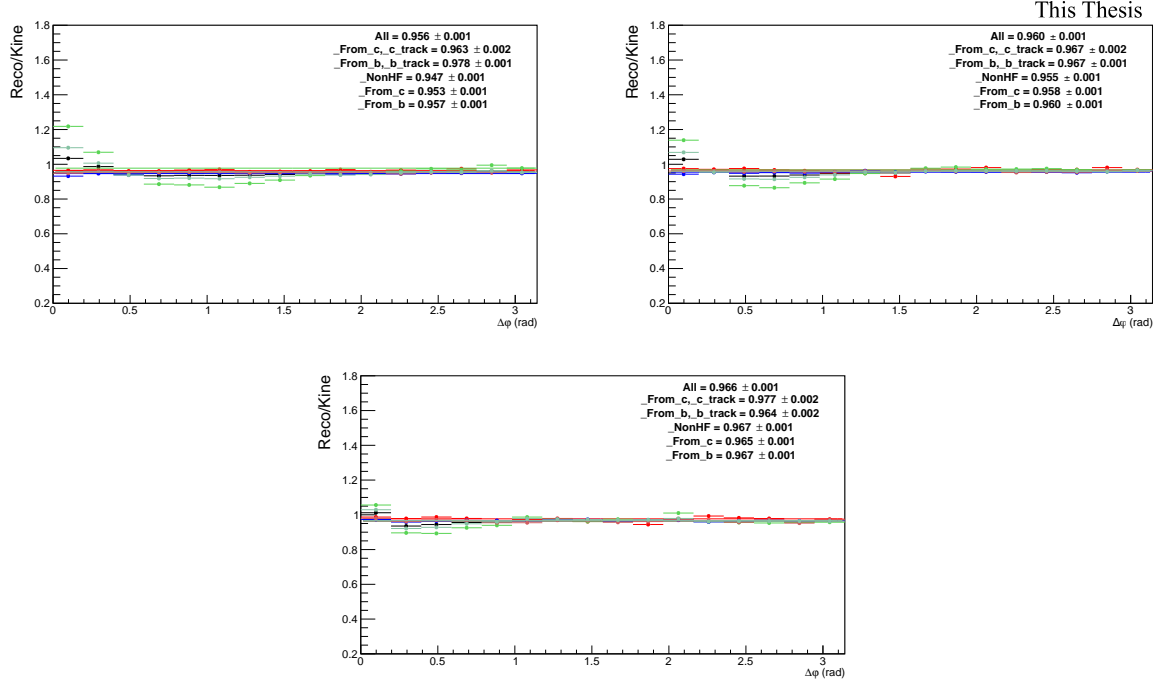 This Thesis
Reco/Kine
1.8
1.6
1.4
1.2
1
0.8
0.6
0.4
0.2
All = 0.956 ± 0.001
_From_c,_c_track = 0.963 ± 0.002
_From_b,_b_track = 0.978 ± 0.001
_NonHF = 0.947 ± 0.001
_From_c = 0.953 ± 0.001
_From_b = 0.957 ± 0.001
0 0.5 1 1.5 2 2.5 3
Δφ (rad)
Reco/Kine
1.8
1.6
1.4
1.2
1
0.8
0.6
0.4
0.2
All = 0.960 ± 0.001
_From_c,_c_track = 0.967 ± 0.002
_From_b,_b_track = 0.967 ± 0.001
_NonHF = 0.955 ± 0.001
_From_c = 0.958 ± 0.001
_From_b = 0.960 ± 0.001
0 0.5 1 1.5 2 2.5 3
Δφ (rad)
Reco/Kine
1.8
1.6
1.4
1.2
1
0.8
0.6
0.4
0.2
All = 0.966 ± 0.001
_From_c,_c_track = 0.977 ± 0.002
_From_b,_b_track = 0.964 ± 0.002
_NonHF = 0.967 ± 0.001
_From_c = 0.965 ± 0.001
_From_b = 0.967 ± 0.001
0 0.5 1 1.5 2 2.5 3
Δφ (rad)